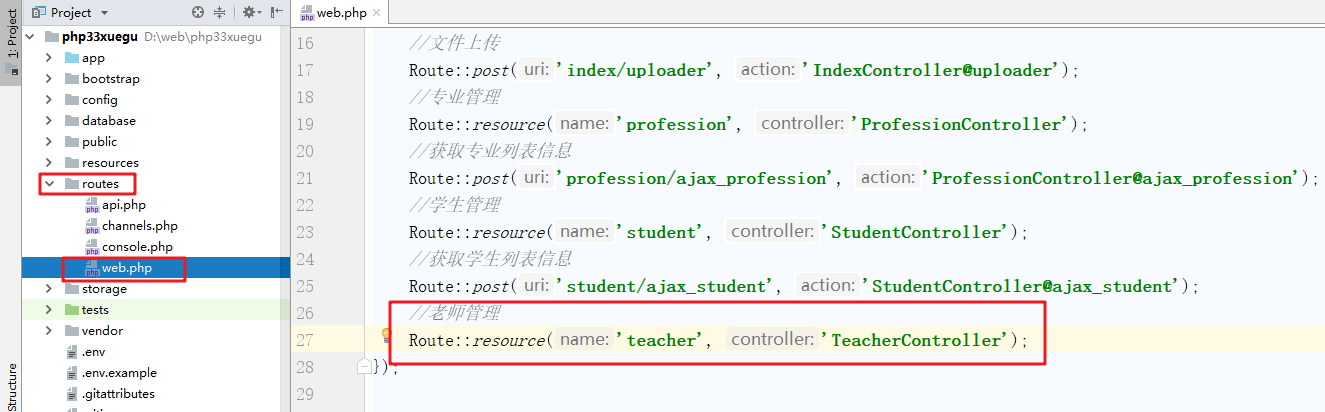 1: Project
Project
web.php
php33xuegu D:\web\php33xuegu
app
bootstrap
config
database
public
resources
routes
api.php
channels.php
console.php
web.php
storage
tests
vendor
.env
.env.example
.gitattributes
Structure
16 //文件上传
17 Route::post( uri: 'index/uploader', action: 'IndexController@uploader');
18 //专业管理
19 Route::resource( name: 'profession', controller: 'ProfessionController');
20 //获取专业列表信息
21 Route::post( uri: 'profession/ajax_profession', action: 'ProfessionController@ajax_profession');
22 //学生管理
23 Route::resource( name: 'student', controller: 'StudentController');
24 //获取学生列表信息
25 Route::post( uri: 'student/ajax_student', action: 'StudentController@ajax_student');
26 //老师管理
27 Route::resource( name: 'teacher', controller: 'TeacherController');
28 });
29